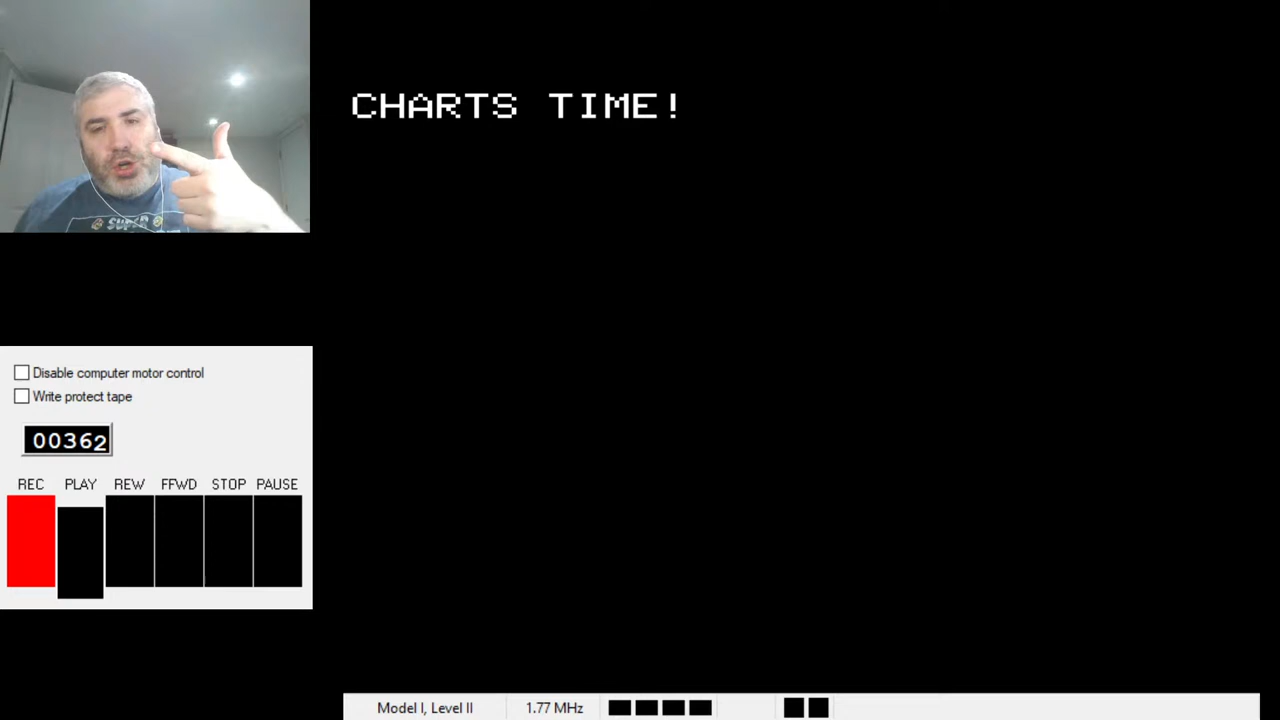 SUPER
CHARTS TIME!
Disable computer motor control
Write protect tape
00362
REC PLAY REW FFWD STOP PAUSE
Model I, Level II 1.77 MHz